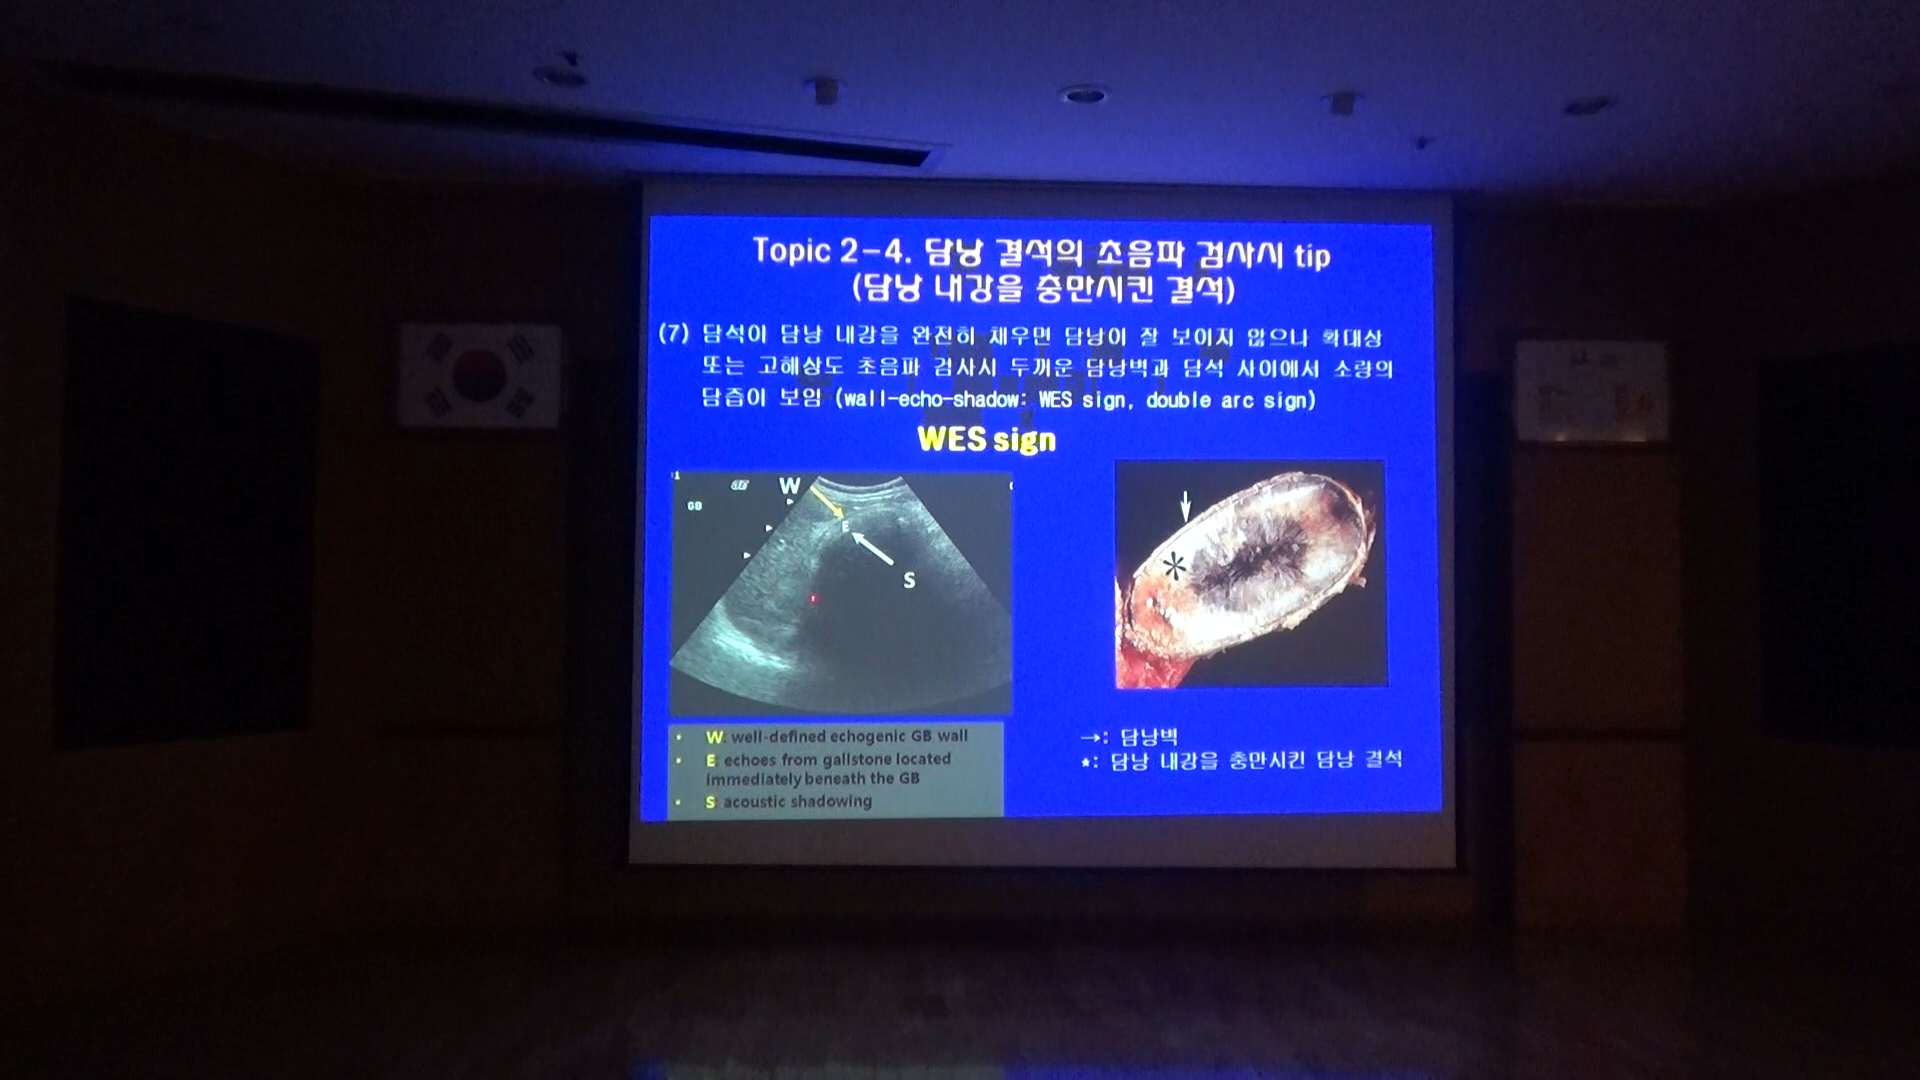 Topic 2-4. 담낭 결석의 초음파 검사시 tip
(담낭 내강을 충만시킨 결석)
(7) 담석이 담낭 내강을 완전히 채우면 담낭이 잘 보이지 않으나 확대상
또는 고해상도 초음파 검사시 두꺼운 담낭벽과 담석 사이에서 소량의
담즙이 보임 (wall-echo-shadow: WES sign, double arc sign)
WES sign
W
GB
E
S
W well-defined echogenic GB wall
E echoes from gallstone located
immediately beneath the GB
S acoustic shadowing
*
→: 담낭벽
*: 담낭 내강을 충만시킨 담낭 결석